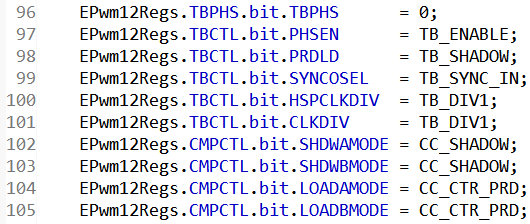 96 EPwm12Regs.TBPHS.bit.TBPHS = 0;
97 EPwm12Regs.TBCTL.bit.PHSEN = TB_ENABLE;
98 EPwm12Regs.TBCTL.bit.PRDLD = TB_SHADOW;
99 EPwm12Regs.TBCTL.bit.SYNCOSEL = TB_SYNC_IN;
100 EPwm12Regs.TBCTL.bit.HSPCLKDIV = TB_DIV1;
101 EPwm12Regs.TBCTL.bit.CLKDIV = TB_DIV1;
102 EPwm12Regs.CMPCTL.bit.SHDWAMODE = CC_SHADOW;
103 EPwm12Regs.CMPCTL.bit.SHDWBMODE = CC_SHADOW;
104 EPwm12Regs.CMPCTL.bit.LOADAMODE = CC_CTR_PRD;
105 EPwm12Regs.CMPCTL.bit.LOADBMODE = CC_CTR_PRD;